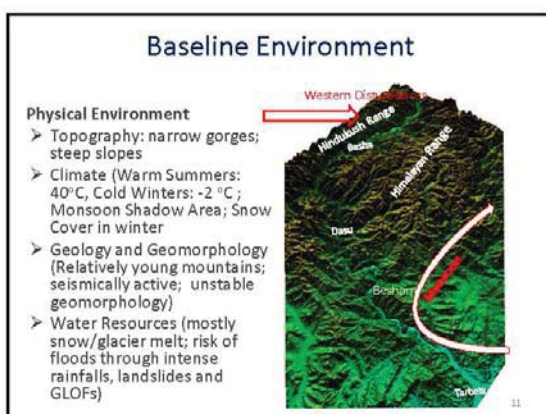 Baseline Environment
Physical Environment
➢ Topography: narrow gorges;
steep slopes
➢ Climate (Warm Summers:
40°C, Cold Winters: -2 °C ;
Monsoon Shadow Area; Snow
Cover in winter
➢ Geology and Geomorphology
(Relatively young mountains;
seismically active; unstable
geomorphology)
➢ Water Resources (mostly
snow/glacier melt; risk of
floods through intense
rainfalls, landslides and
GLOFs)
Western Disturbances
Hindukush Range
Basha
Himalayan Range
Dasu
Besham
Tarbela
11